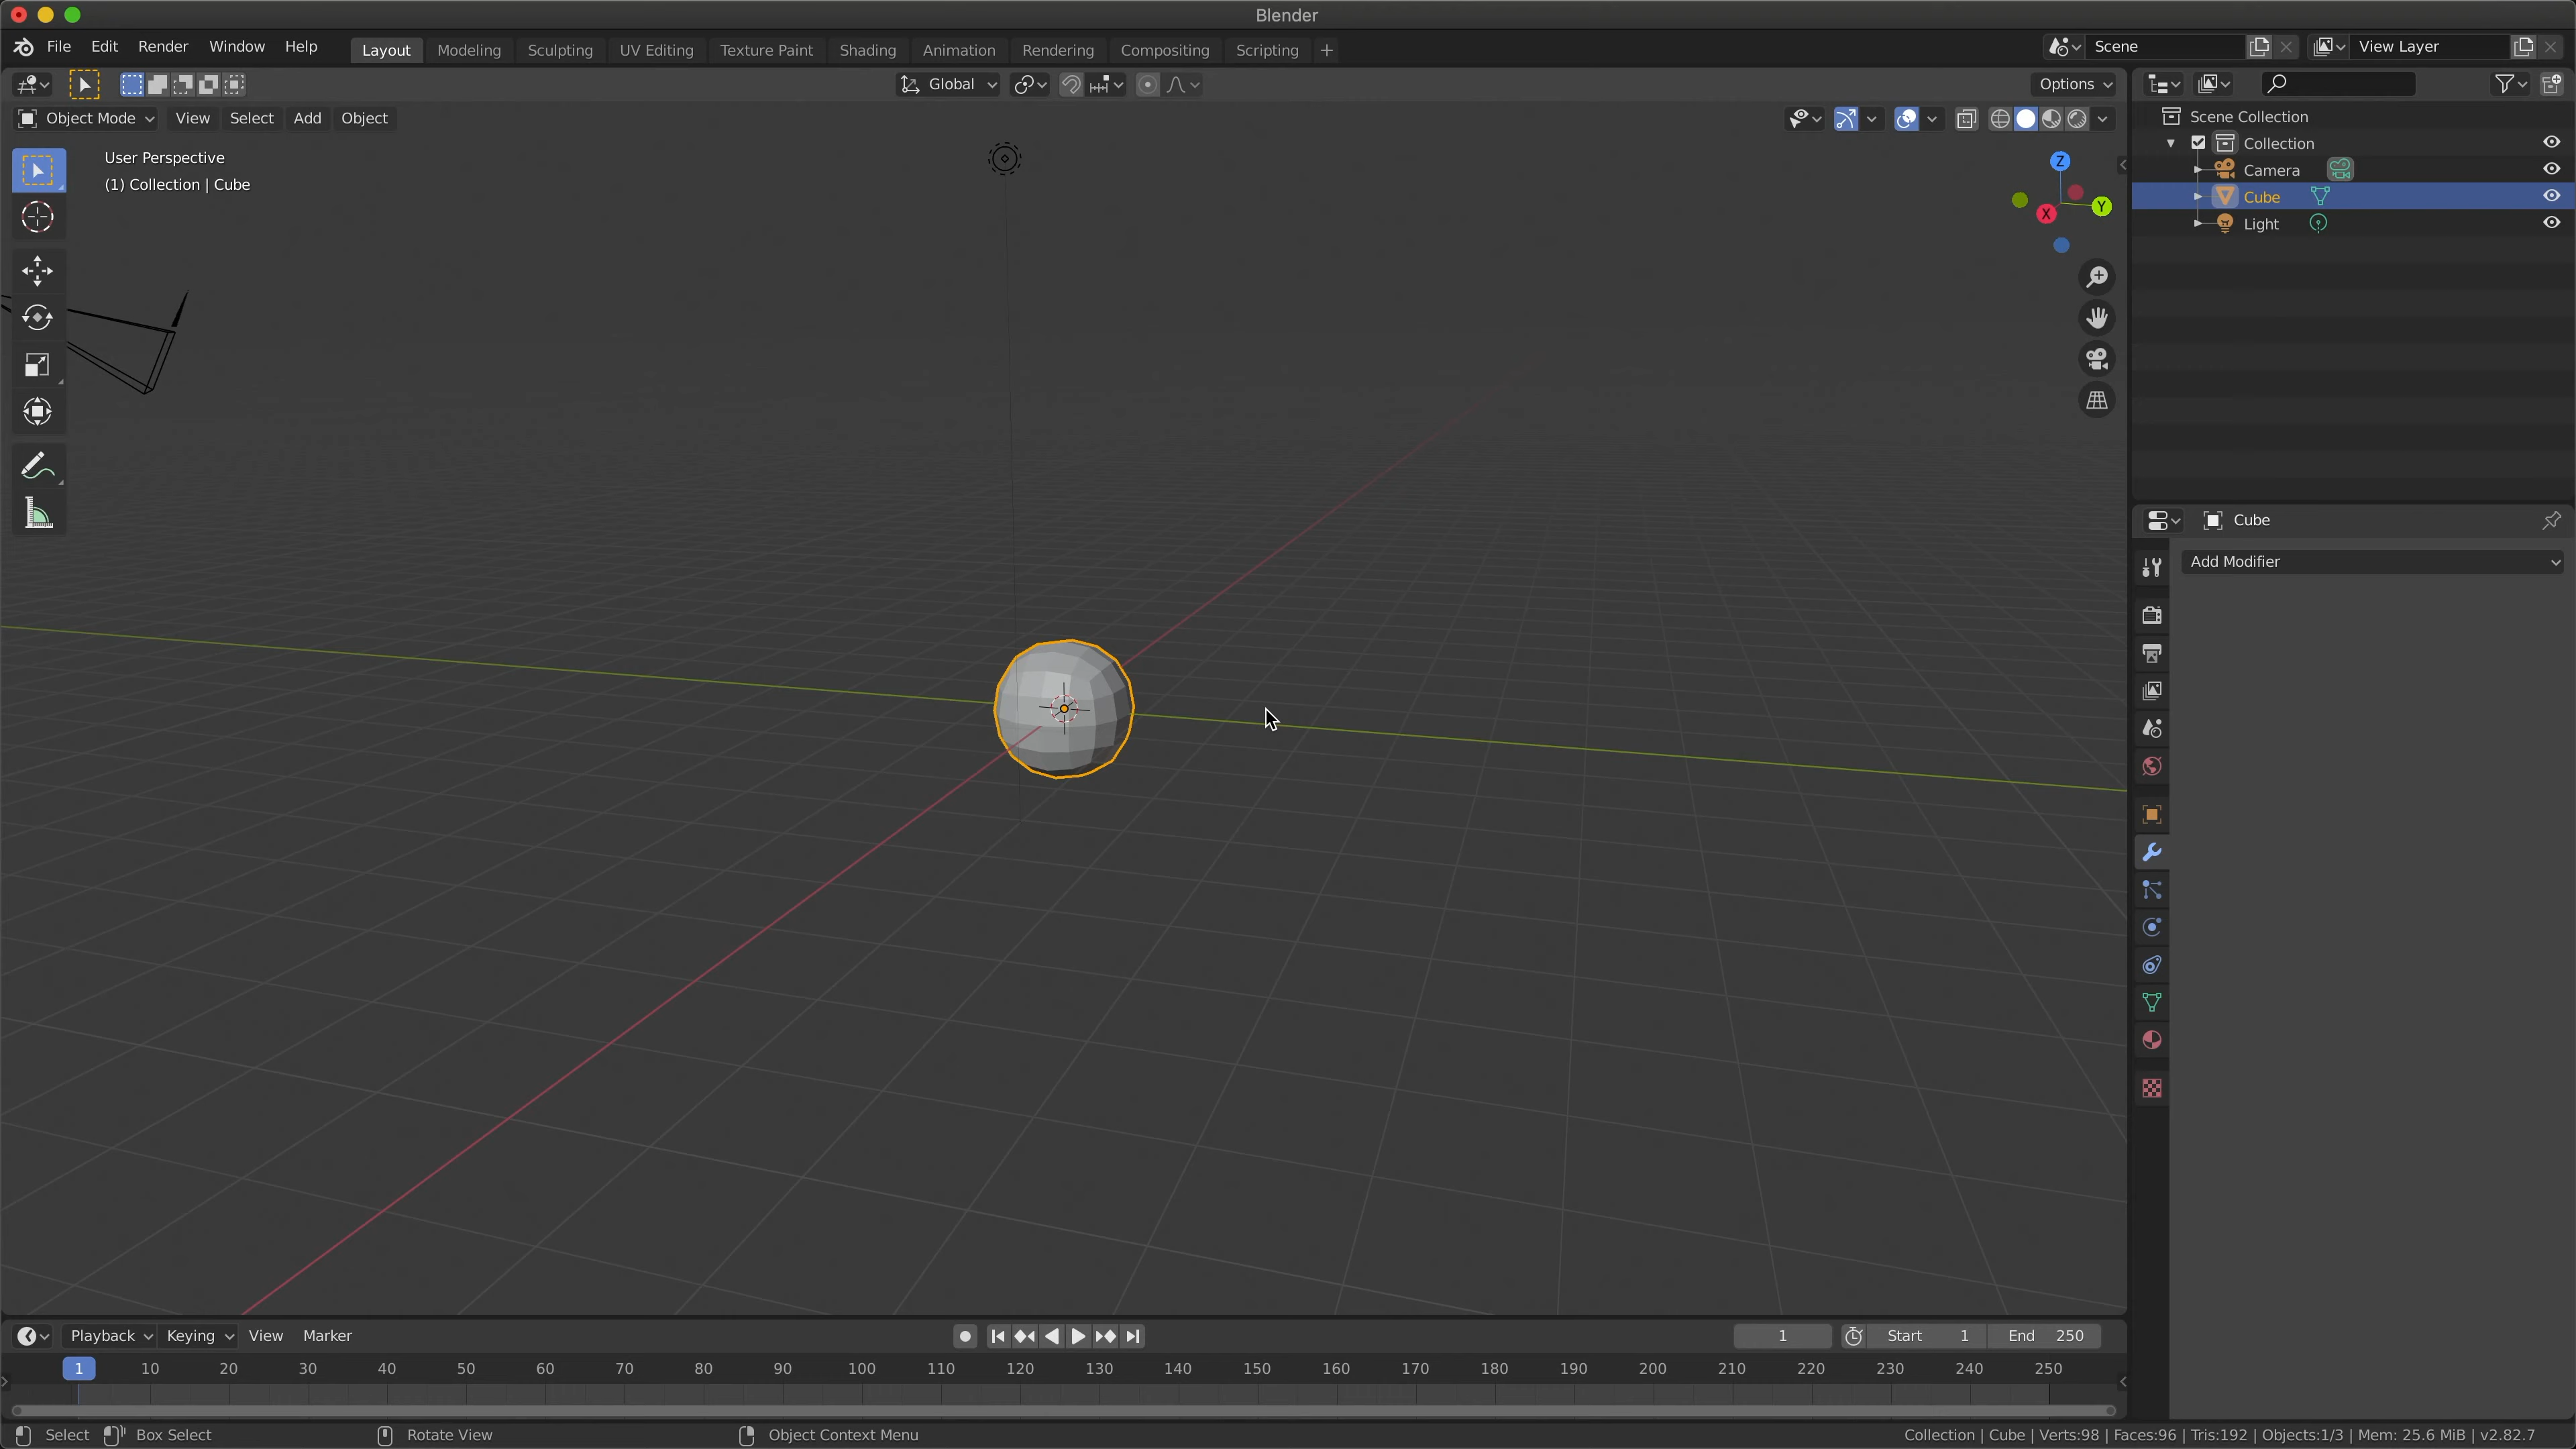 Blender
File Edit Render Window Help Layout Modeling Sculpting UV Editing Texture Paint Shading Animation Rendering Compositing Scripting + Scene View Layer
Global Options
Object Mode View Select Add Object
User Perspective
(1) Collection | Cube
Z
Y
X
Scene Collection
Collection
Camera
Cube
Light
Cube
Add Modifier
Playback Keying View Marker 1 Start 1 End 250
1 10 20 30 40 50 60 70 80 90 100 110 120 130 140 150 160 170 180 190 200 210 220 230 240 250
Select Box Select Rotate View Object Context Menu Collection | Cube | Verts:98 | Faces:96 | Tris:192 | Objects:1/3 | Mem: 25.6 MiB | v2.82.7